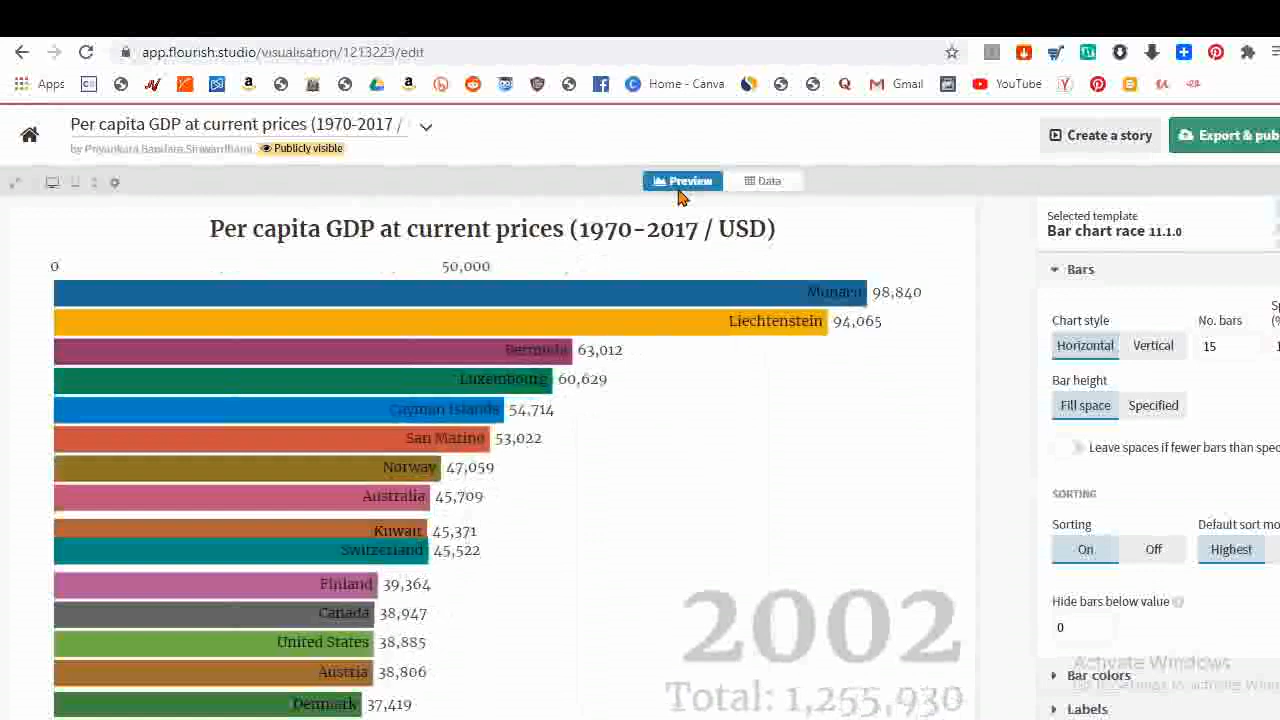 app.flourish.studio/visualisation/1213223/edit
Apps
Home - Canva
Gmail
YouTube
Per capita GDP at current prices (1970-2017 /
Create a story
Export & pub
by Priyankura Bandara Siriwardhana
Publicly visible
Preview
Data
Per capita GDP at current prices (1970-2017 / USD)
Selected template
Bar chart race 11.1.0
0
50,000
Bars
Monaco 98,840
Liechtenstein 94,065
Bermuda 63,012
Luxembourg 60,629
Cayman Islands 54,714
San Marino 53,022
Norway 47,059
Australia 45,709
Kuwait 45,371
Switzerland 45,522
Finland 39,364
Canada 38,947
United States 38,885
Austria 38,806
Denmark 37,419
2002
Total: 1,255,930
Chart style
No. bars
Horizontal
Vertical
15
Bar height
Fill space
Specified
Leave spaces if fewer bars than spec
SORTING
Sorting
Default sort mo
On
Off
Highest
Hide bars below value
0
Activate Windows
Bar colors
Labels